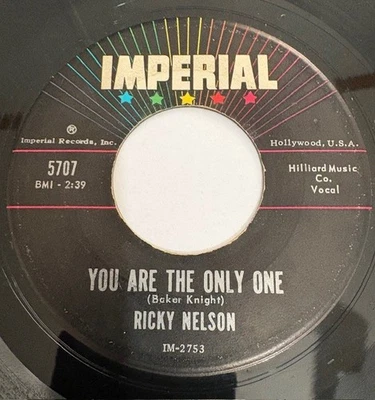 IMPERIAL
®
Imperial Records, Inc. Hollywood, U.S.A.
5707
BMI - 2:39
Hilliard Music
Co.
Vocal
YOU ARE THE ONLY ONE
(Baker Knight)
RICKY NELSON
IM-2753